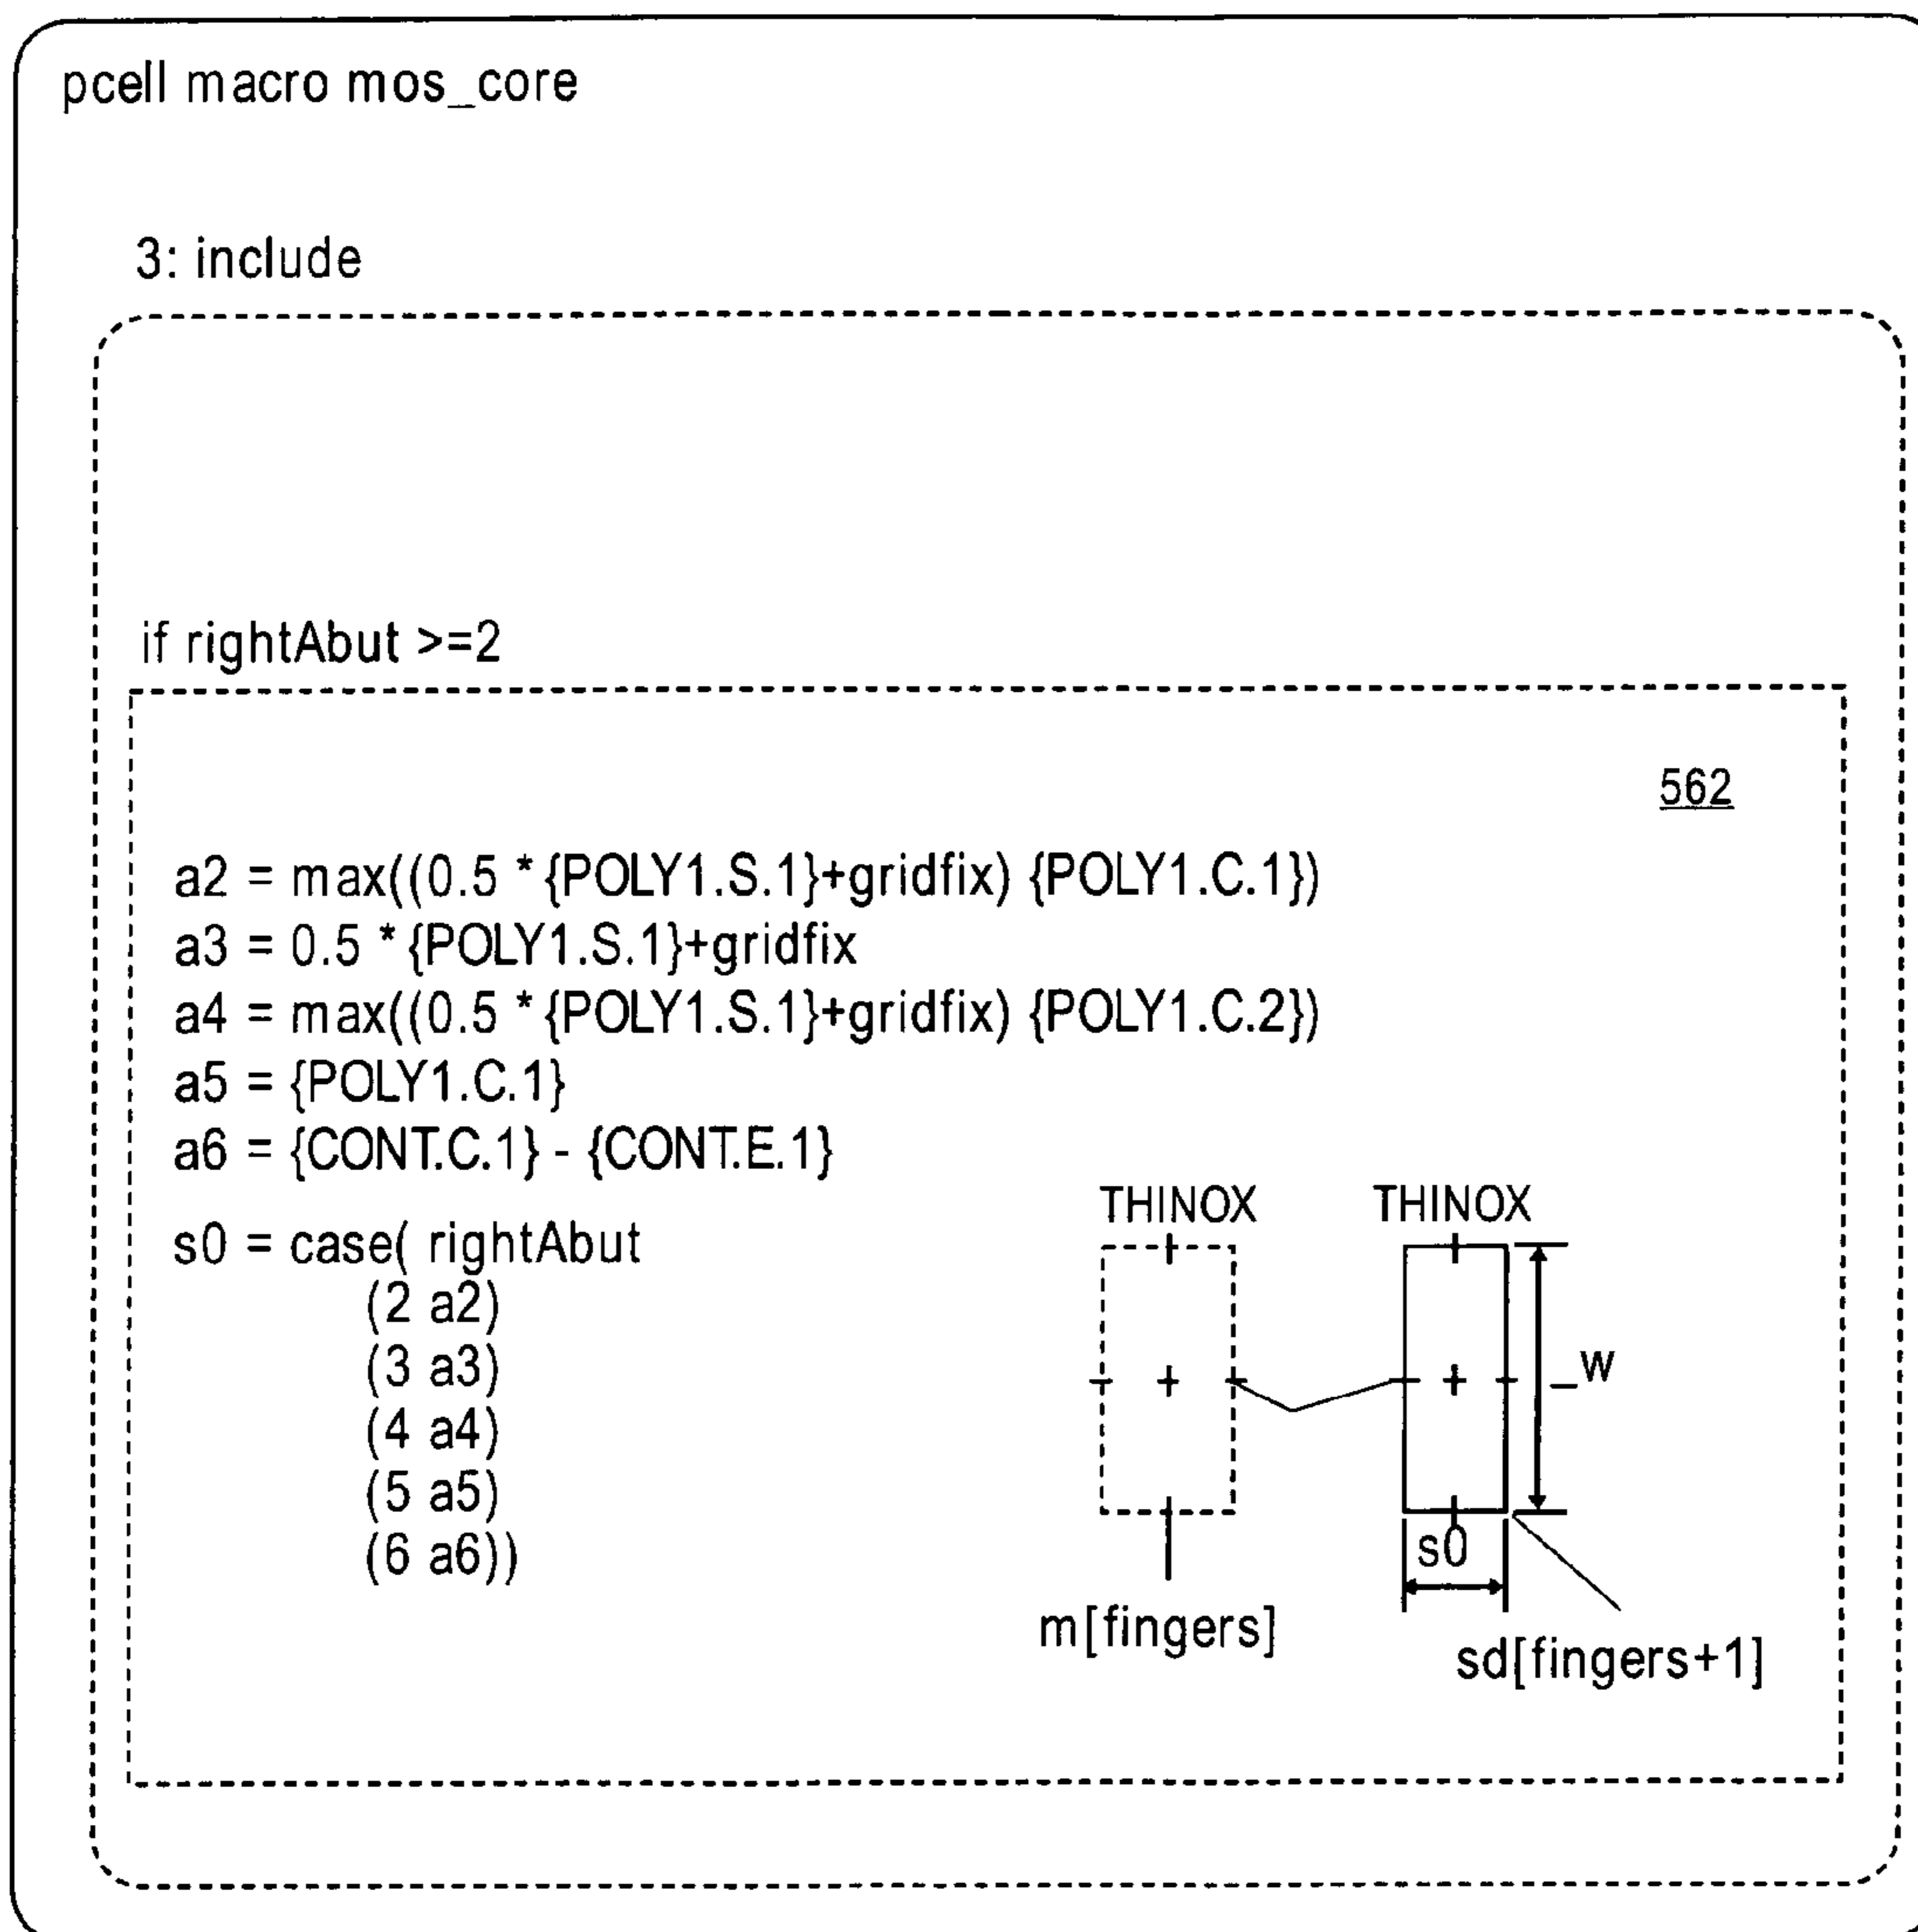 pcell macro mos_core
3: include
if rightAbut >=2
562
a2 = max((0.5 * {POLY1.S.1}+gridfix) {POLY1.C.1})
a3 = 0.5 * {POLY1.S.1}+gridfix
a4 = max((0.5 * {POLY1.S.1}+gridfix) {POLY1.C.2})
a5 = {POLY1.C.1}
a6 = {CONT.C.1} - {CONT.E.1}
s0 = case( rightAbut
(2 a2)
(3 a3)
(4 a4)
(5 a5)
(6 a6))
THINOX THINOX
_w
s0
m[fingers]
sd[fingers+1]